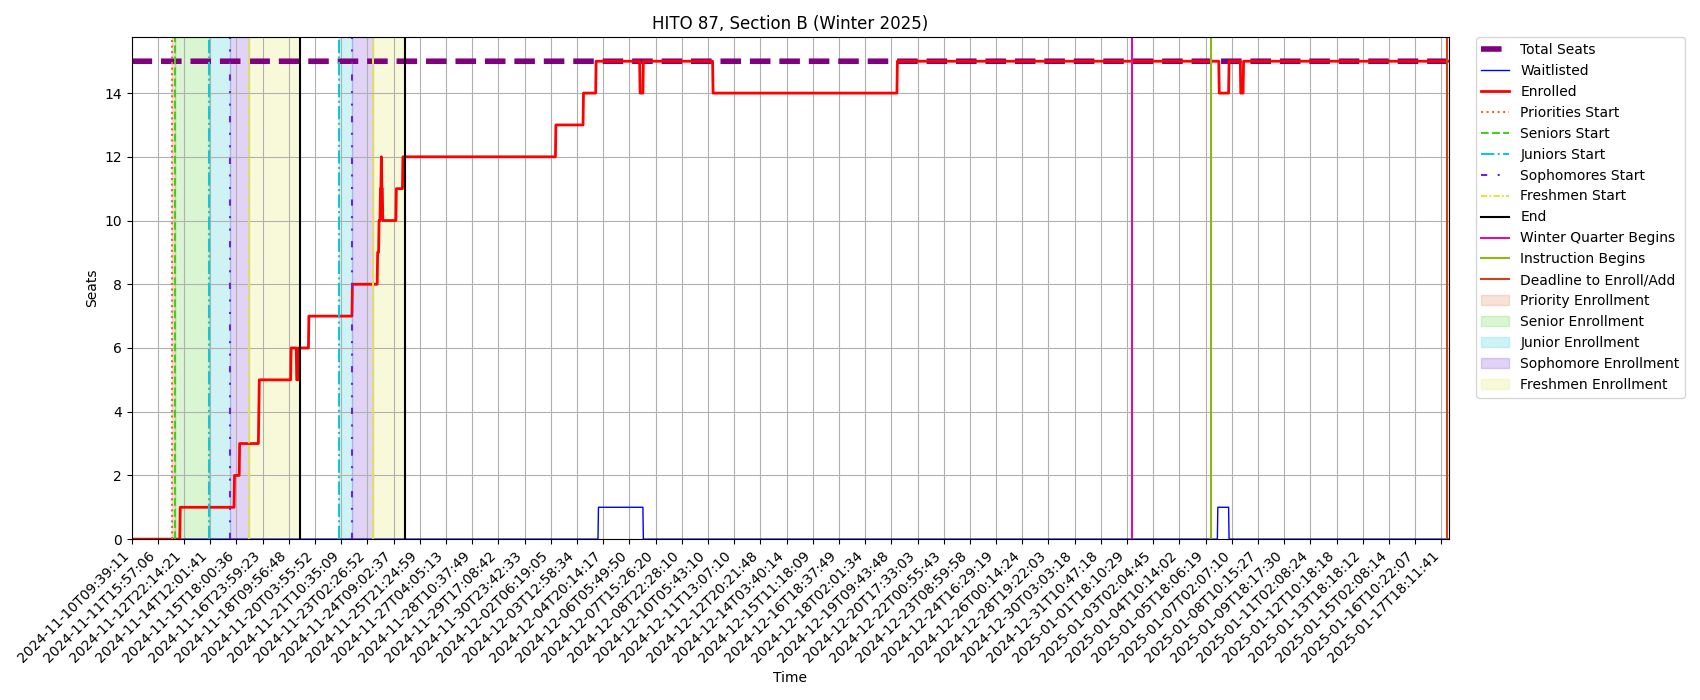 HITO 87, Section B (Winter 2025)
Seats
14
12
10
8
6
4
2
0
2024-11-10T09:39:11
2024-11-11T15:57:06
2024-11-12T22:14:21
2024-11-14T12:01:41
2024-11-15T18:00:36
2024-11-16T23:59:23
2024-11-18T09:56:48
2024-11-20T03:55:52
2024-11-21T10:35:09
2024-11-23T02:26:52
2024-11-24T09:02:37
2024-11-25T21:24:59
2024-11-27T04:05:13
2024-11-28T10:37:49
2024-11-29T17:08:42
2024-11-30T23:42:33
2024-12-02T06:19:05
2024-12-03T12:58:34
2024-12-04T20:14:17
2024-12-06T05:49:50
2024-12-07T15:26:20
2024-12-08T22:28:10
2024-12-10T05:43:10
2024-12-11T13:07:10
2024-12-12T20:21:48
2024-12-14T03:40:14
2024-12-15T11:18:09
2024-12-16T18:37:49
2024-12-18T02:01:34
2024-12-19T09:43:48
2024-12-20T17:33:03
2024-12-22T00:55:43
2024-12-23T08:59:58
2024-12-24T16:29:19
2024-12-26T00:14:24
2024-12-28T19:22:03
2024-12-30T03:03:18
2024-12-31T10:47:18
2025-01-01T18:10:29
2025-01-03T02:04:45
2025-01-04T10:14:02
2025-01-05T18:06:19
2025-01-07T02:07:10
2025-01-08T10:15:27
2025-01-09T18:17:30
2025-01-11T02:08:24
2025-01-12T10:18:18
2025-01-13T18:18:12
2025-01-15T02:08:14
2025-01-16T10:22:07
2025-01-17T18:11:41
Time
Total Seats
Waitlisted
Enrolled
Priorities Start
Seniors Start
Juniors Start
Sophomores Start
Freshmen Start
End
Winter Quarter Begins
Instruction Begins
Deadline to Enroll/Add
Priority Enrollment
Senior Enrollment
Junior Enrollment
Sophomore Enrollment
Freshmen Enrollment